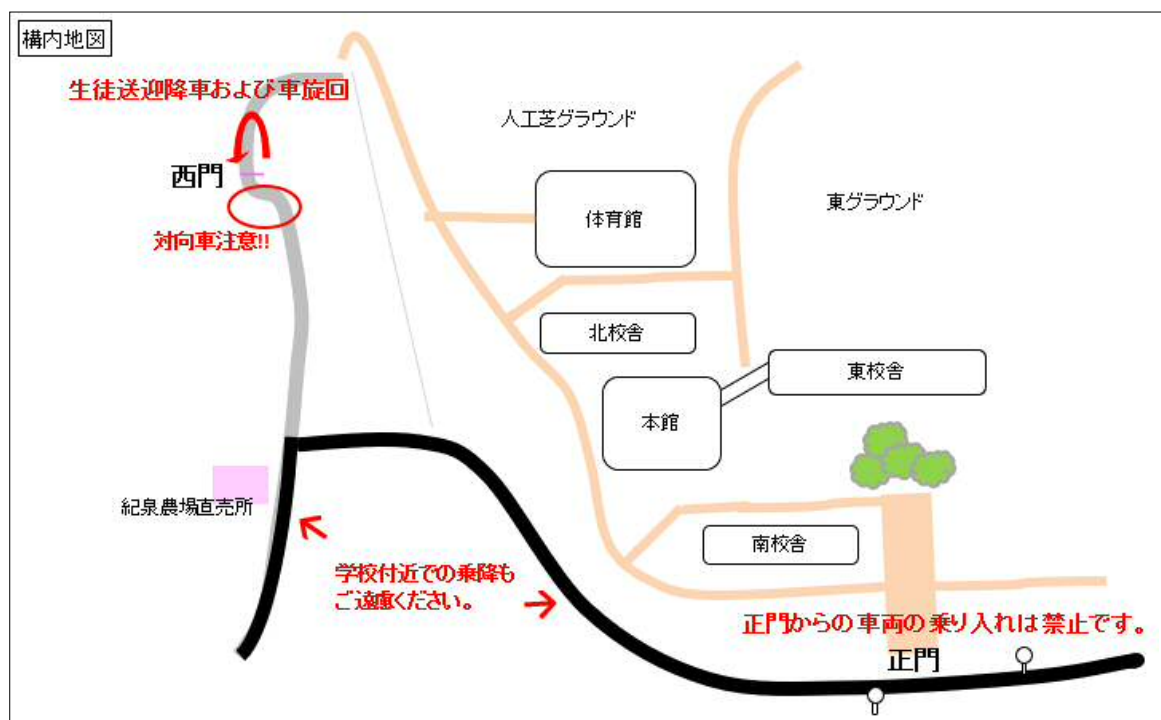 構内地図
生徒送迎降車および車旋回
人工芝グラウンド
西門
体育館
東グラウンド
対向車注意!!
北校舎
東校舎
本館
紀泉農場直売所
南校舎
学校付近での乗降も
ご遠慮ください。
正門からの車両の乗り入れは禁止です。
正門